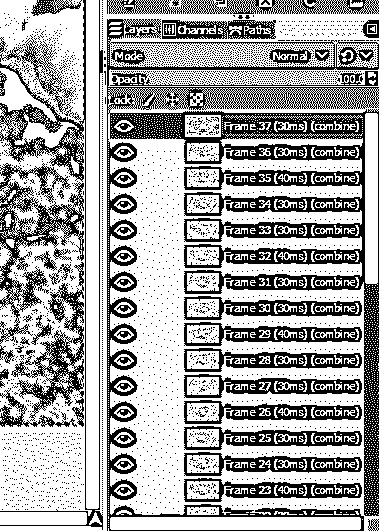 Layers Channels Paths
Mode Normal
Opacity 100.0
Lock:
Frame 37 (30ms) (combine)
Frame 36 (30ms) (combine)
Frame 35 (40ms) (combine)
Frame 34 (30ms) (combine)
Frame 33 (30ms) (combine)
Frame 32 (40ms) (combine)
Frame 31 (30ms) (combine)
Frame 30 (30ms) (combine)
Frame 29 (40ms) (combine)
Frame 28 (30ms) (combine)
Frame 27 (30ms) (combine)
Frame 26 (40ms) (combine)
Frame 25 (30ms) (combine)
Frame 24 (30ms) (combine)
Frame 23 (40ms) (combine)